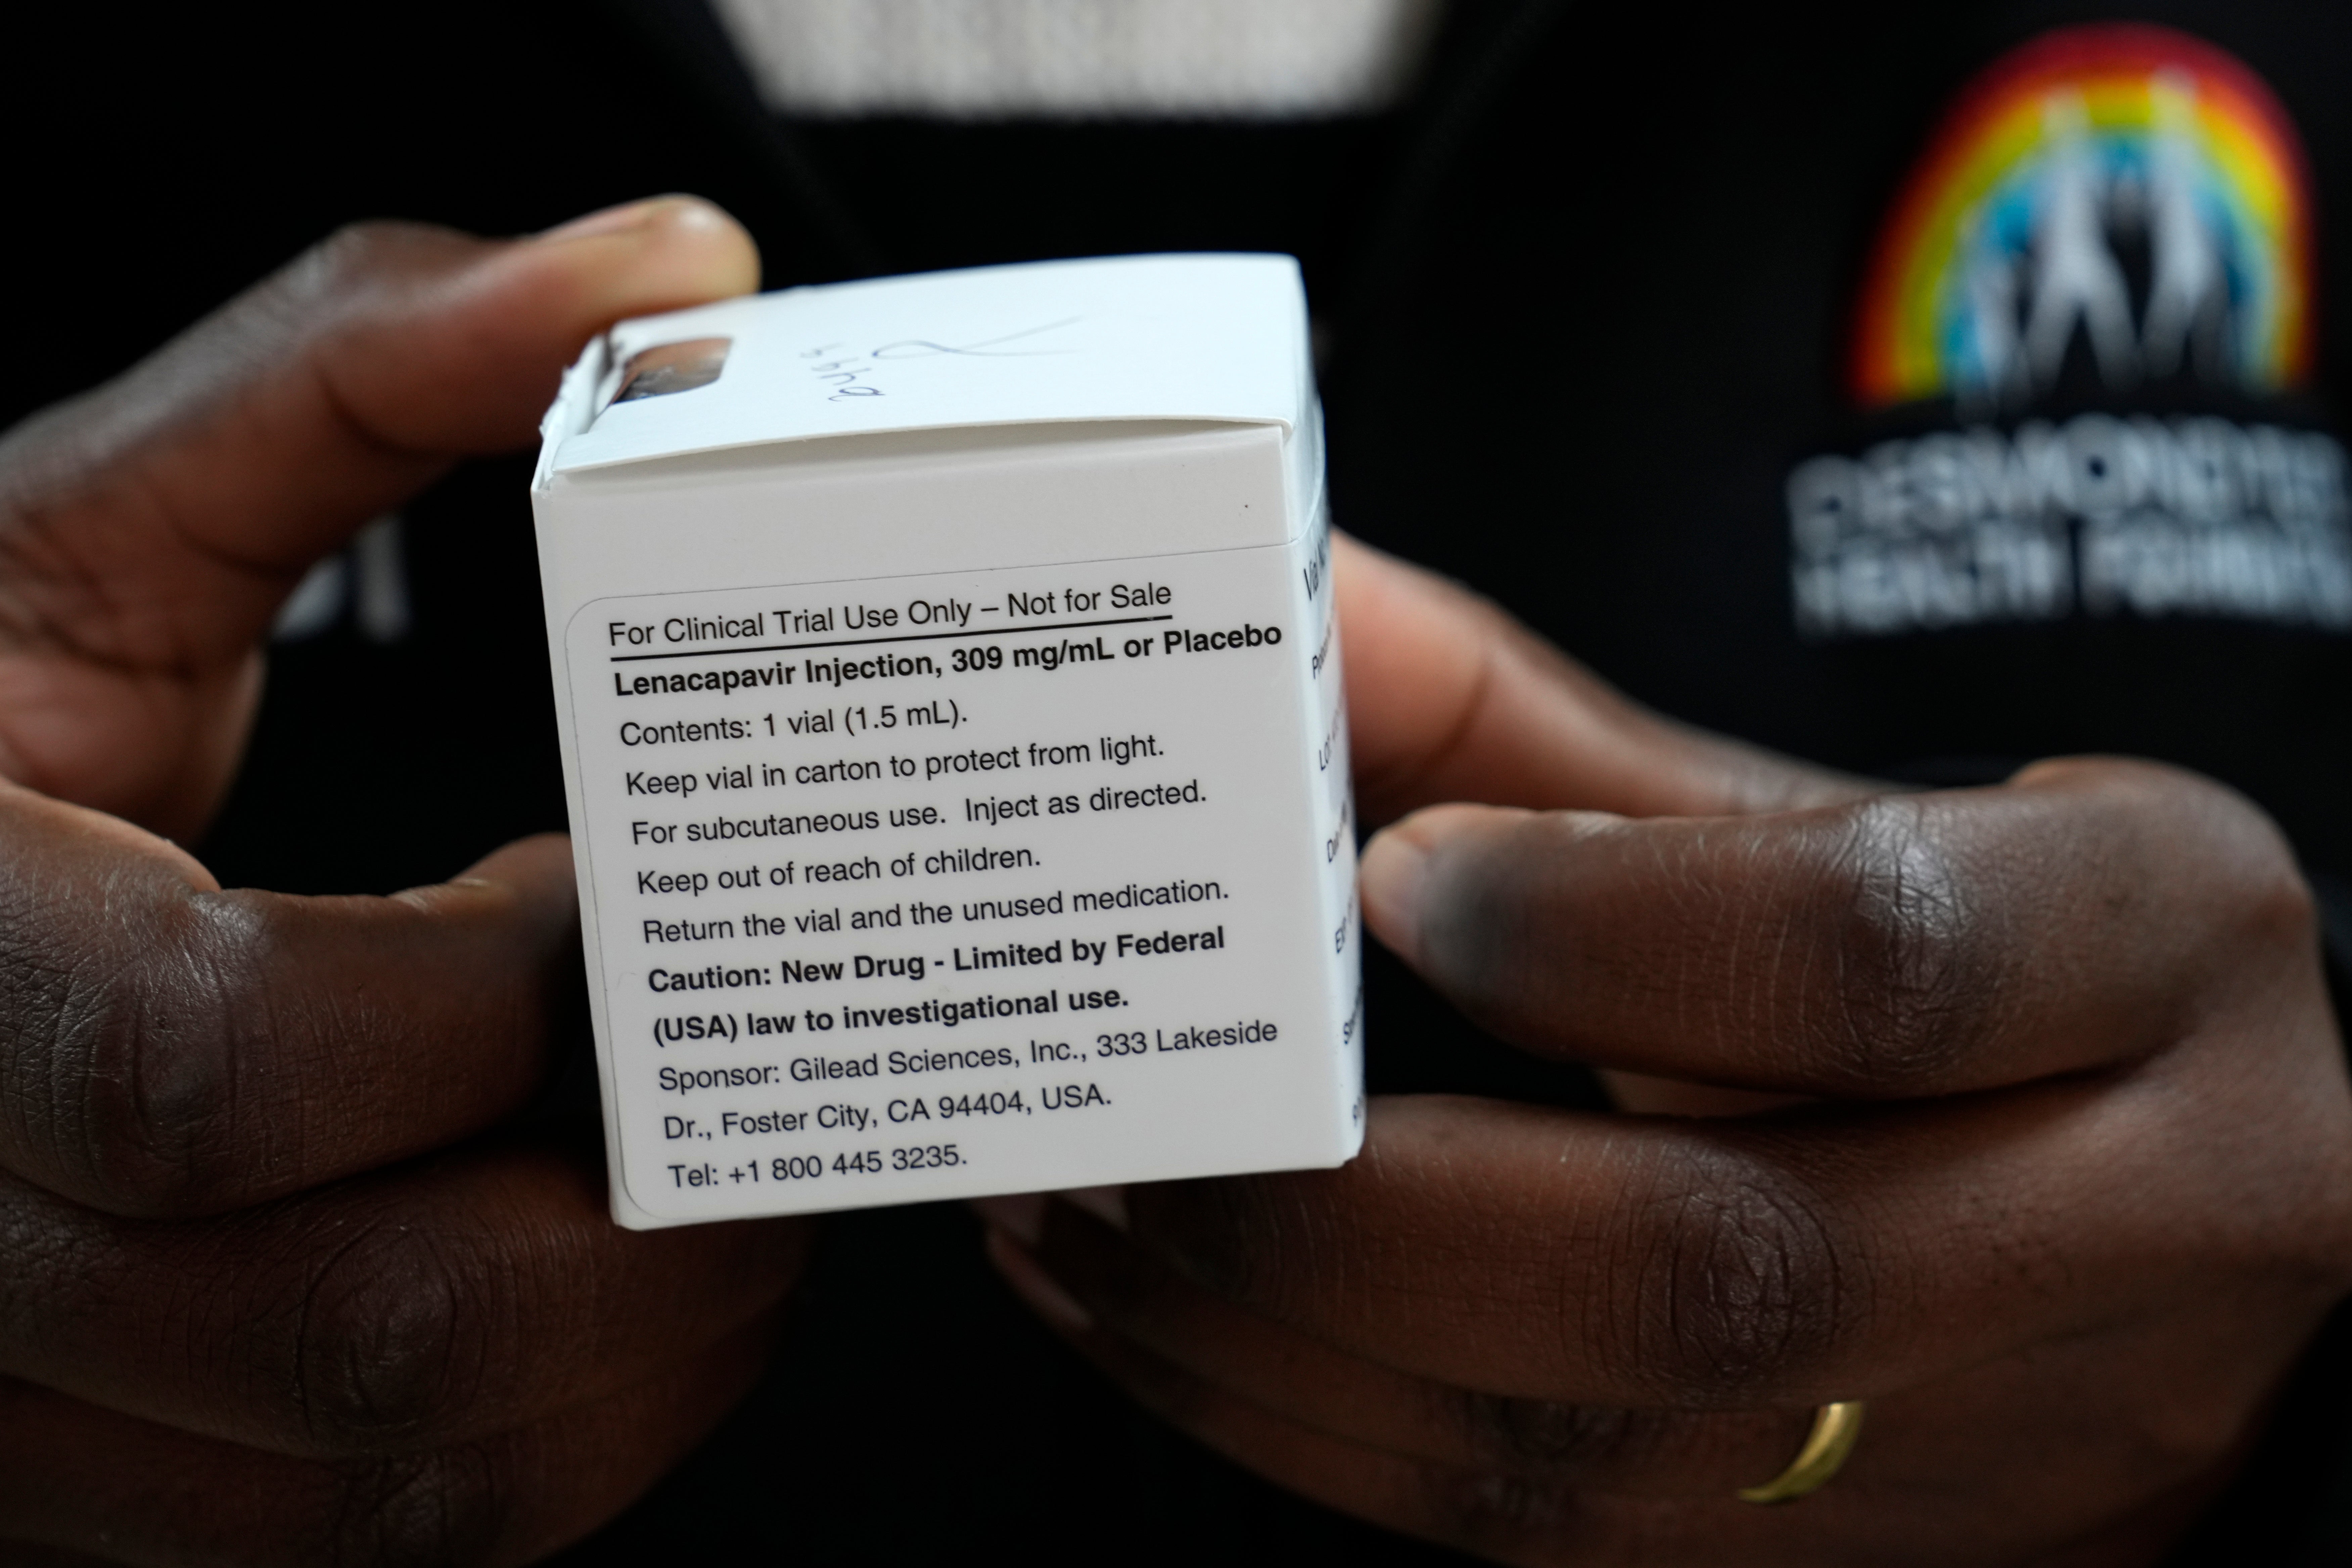 For Clinical Trial Use Only – Not for Sale
Lenacapavir Injection, 309 mg/mL or Placebo
Contents: 1 vial (1.5 mL).
Keep vial in carton to protect from light.
For subcutaneous use.  Inject as directed.
Keep out of reach of children.
Return the vial and the unused medication.
Caution: New Drug - Limited by Federal
(USA) law to investigational use.
Sponsor: Gilead Sciences, Inc., 333 Lakeside
Dr., Foster City, CA 94404, USA.
Tel: +1 800 445 3235.
HEALTH